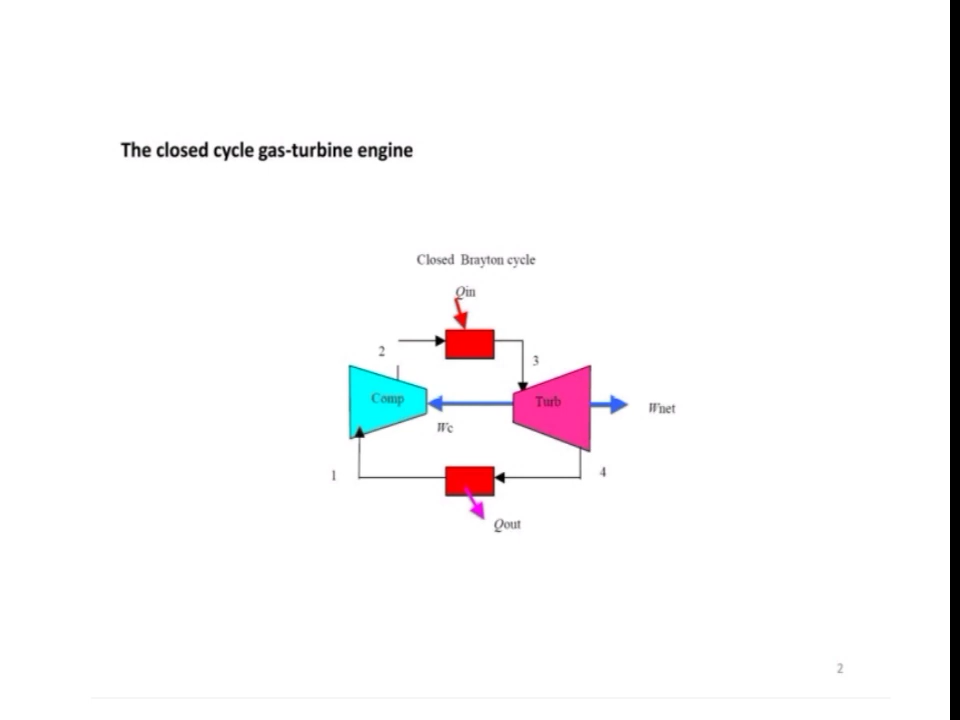 The closed cycle gas-turbine engine
Closed Brayton cycle
Qin
2
3
Comp
Turb
Wnet
Wc
1
4
Qout
2